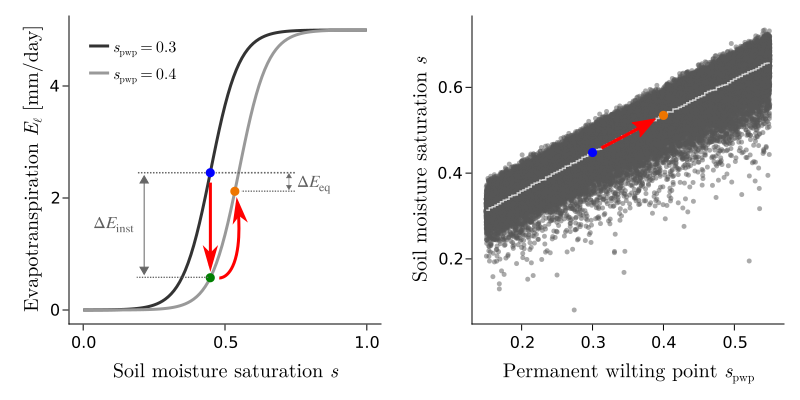 Evapotranspiration Eℓ [mm/day]
4
2
0
s_pwp = 0.3
s_pwp = 0.4
ΔE_inst
ΔE_eq
0.0 0.5 1.0
Soil moisture saturation s
Soil moisture saturation s
0.6
0.4
0.2
0.2 0.3 0.4 0.5
Permanent wilting point s_pwp